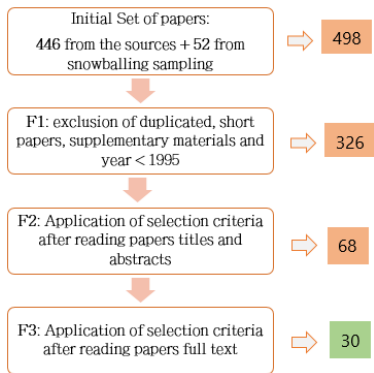 Initial Set of papers:
446 from the sources + 52 from
snowballing sampling
498
F1: exclusion of duplicated, short
papers, supplementary materials and
year < 1995
326
F2: Application of selection criteria
after reading papers titles and
abstracts
68
F3: Application of selection criteria
after reading papers full text
30